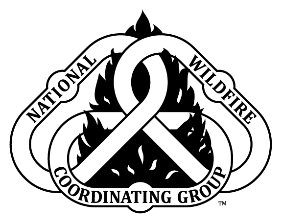 NATIONAL
WILDFIRE
COORDINATING GROUP
TM